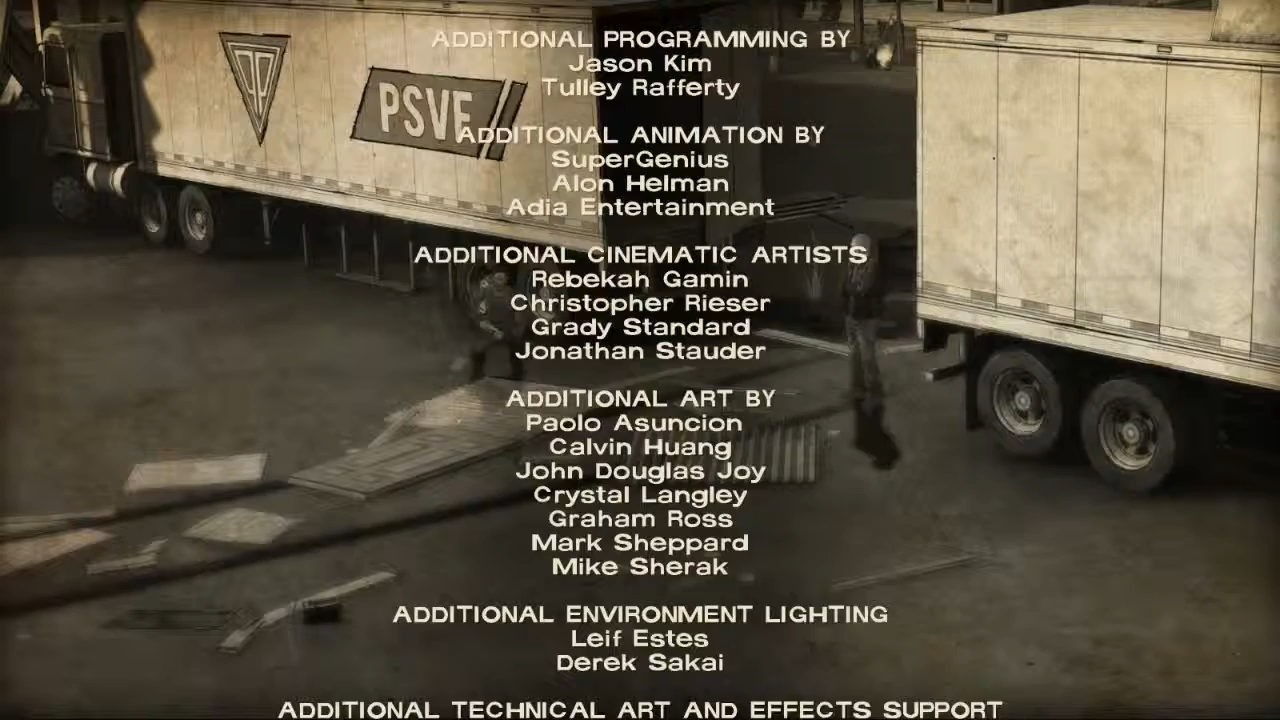 ADDITIONAL PROGRAMMING BY
Jason Kim
Tulley Rafferty
PSVE
ADDITIONAL ANIMATION BY
SuperGenius
Alon Helman
Adia Entertainment
ADDITIONAL CINEMATIC ARTISTS
Rebekah Gamin
Christopher Rieser
Grady Standard
Jonathan Stauder
ADDITIONAL ART BY
Paolo Asuncion
Calvin Huang
John Douglas Joy
Crystal Langley
Graham Ross
Mark Sheppard
Mike Sherak
ADDITIONAL ENVIRONMENT LIGHTING
Leif Estes
Derek Sakai
ADDITIONAL TECHNICAL ART AND EFFECTS SUPPORT